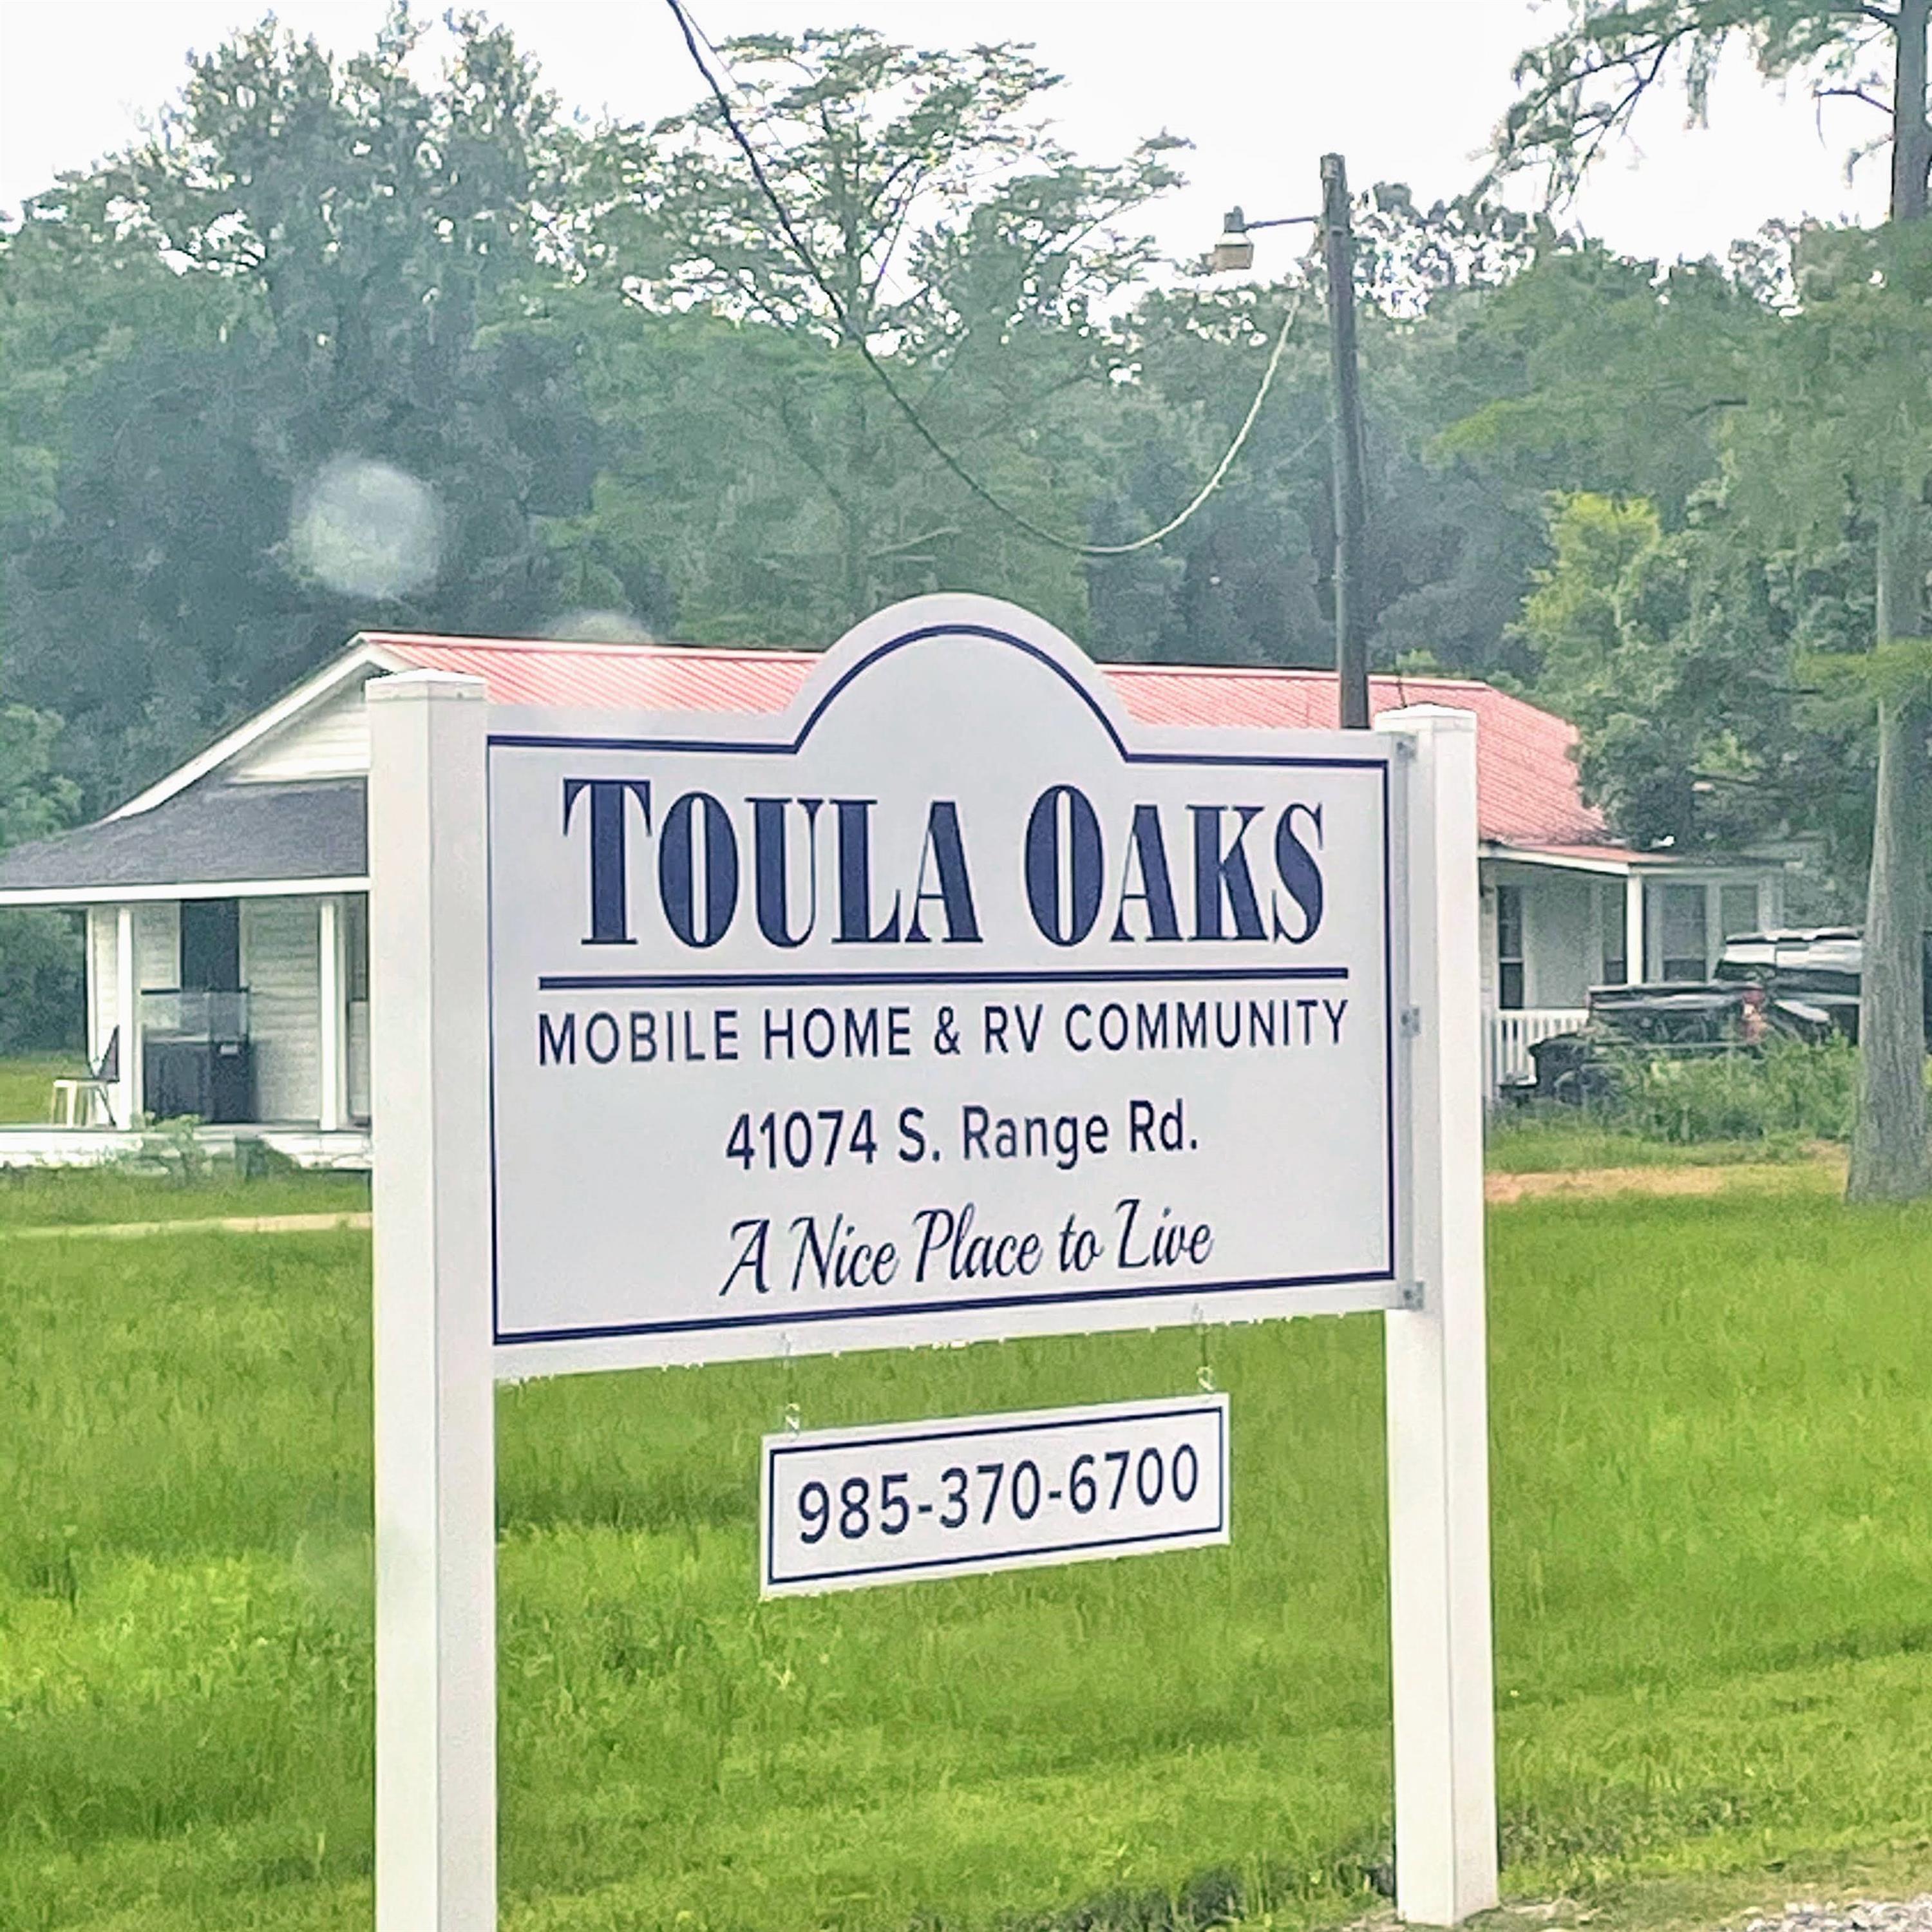 TOULA OAKS
MOBILE HOME & RV COMMUNITY
41074 S. Range Rd.
A Nice Place to Live
985-370-6700